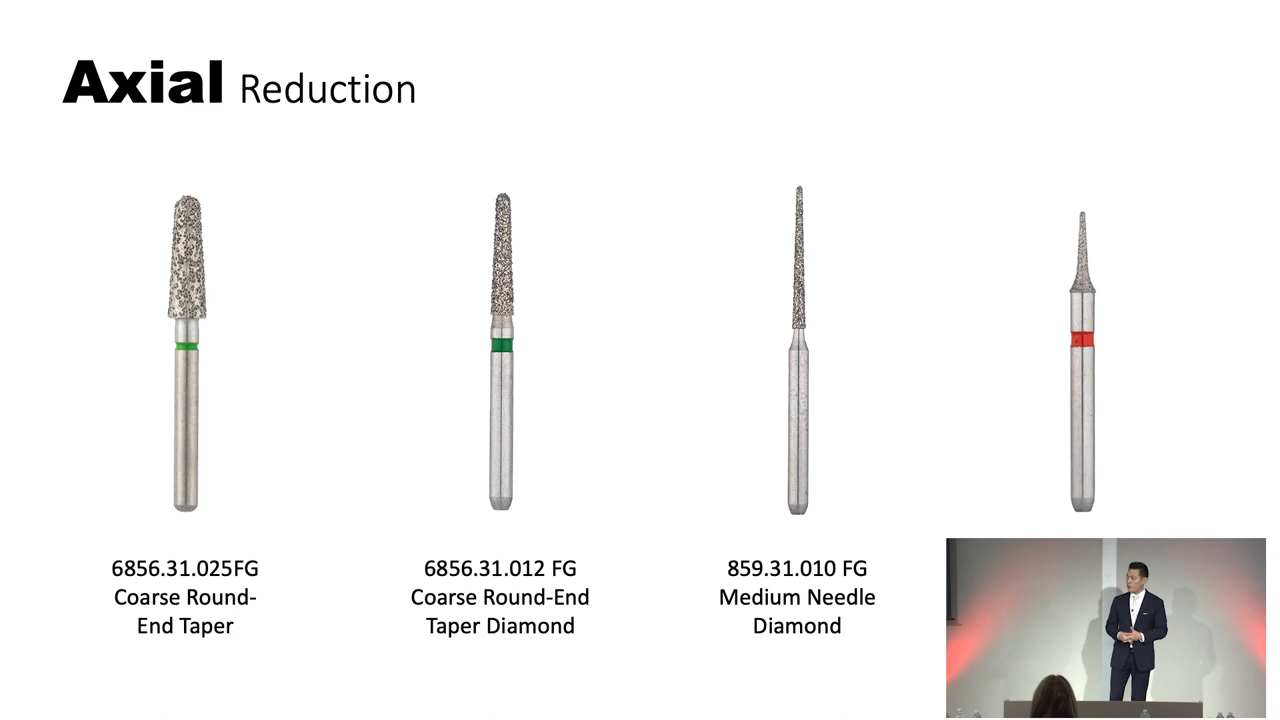 Axial Reduction
6856.31.025FG
Coarse Round-
End Taper
6856.31.012 FG
Coarse Round-End
Taper Diamond
859.31.010 FG
Medium Needle
Diamond